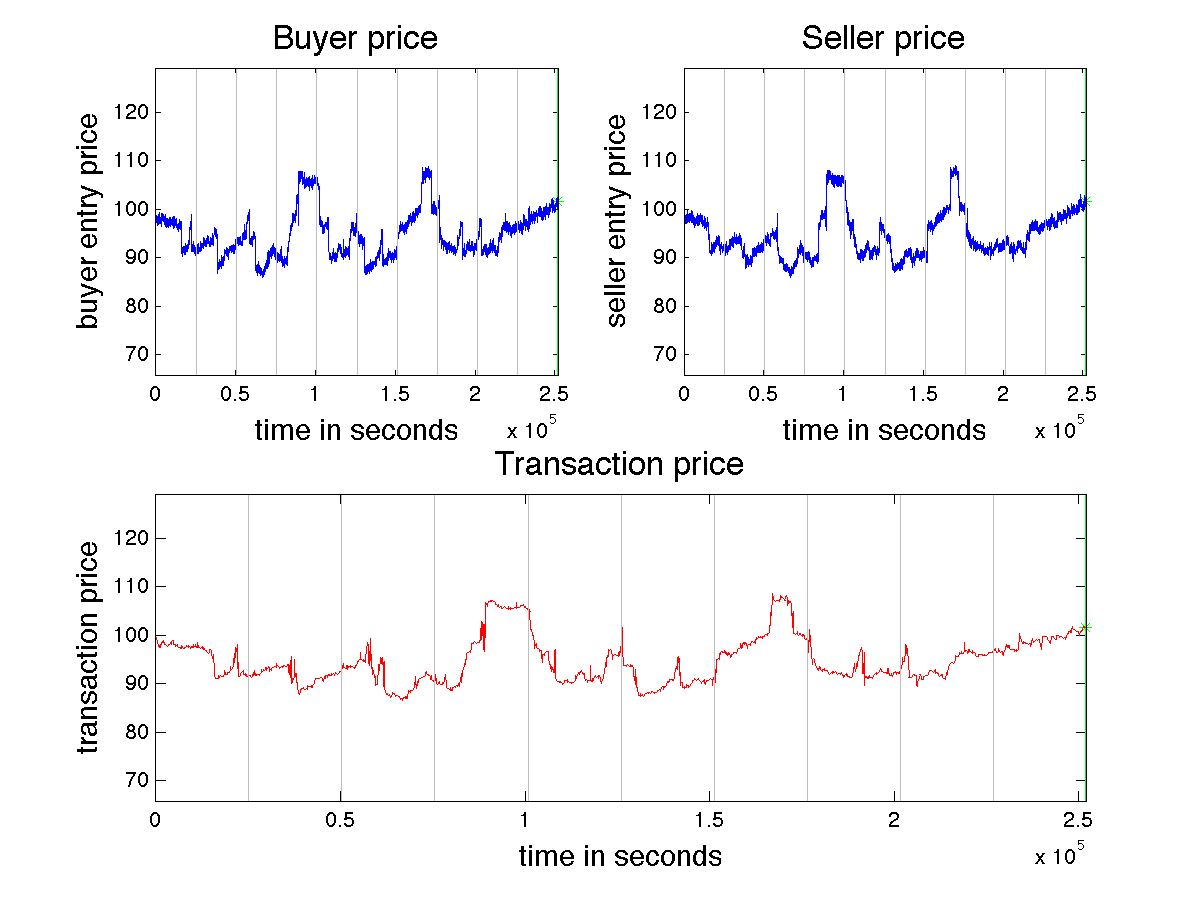 Buyer price
buyer entry price
120
110
100
90
80
70
0 0.5 1 1.5 2 2.5
x 10^5
time in seconds
Seller price
seller entry price
120
110
100
90
80
70
0 0.5 1 1.5 2 2.5
x 10^5
time in seconds
Transaction price
transaction price
120
110
100
90
80
70
0 0.5 1 1.5 2 2.5
x 10^5
time in seconds